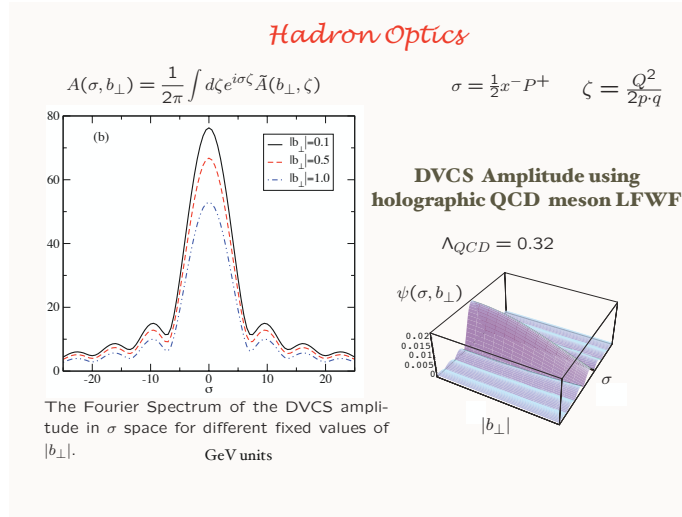 Hadron Optics
A(σ, b⊥) = 1/2π ∫ dζ e^{iσζ} Ã(b⊥, ζ)
σ = ½x⁻P⁺
ζ = Q²/2p·q
80
60
40
20
0
(b)
|b⊥|=0.1
|b⊥|=0.5
|b⊥|=1.0
-20 -10 0 10 20
σ
DVCS Amplitude using
holographic QCD meson LFWF
Λ_{QCD} = 0.32
ψ(σ, b⊥)
0.02
0.015
0.01
0.005
0
σ
|b⊥|
The Fourier Spectrum of the DVCS ampli-
tude in σ space for different fixed values of
|b⊥|.
GeV units